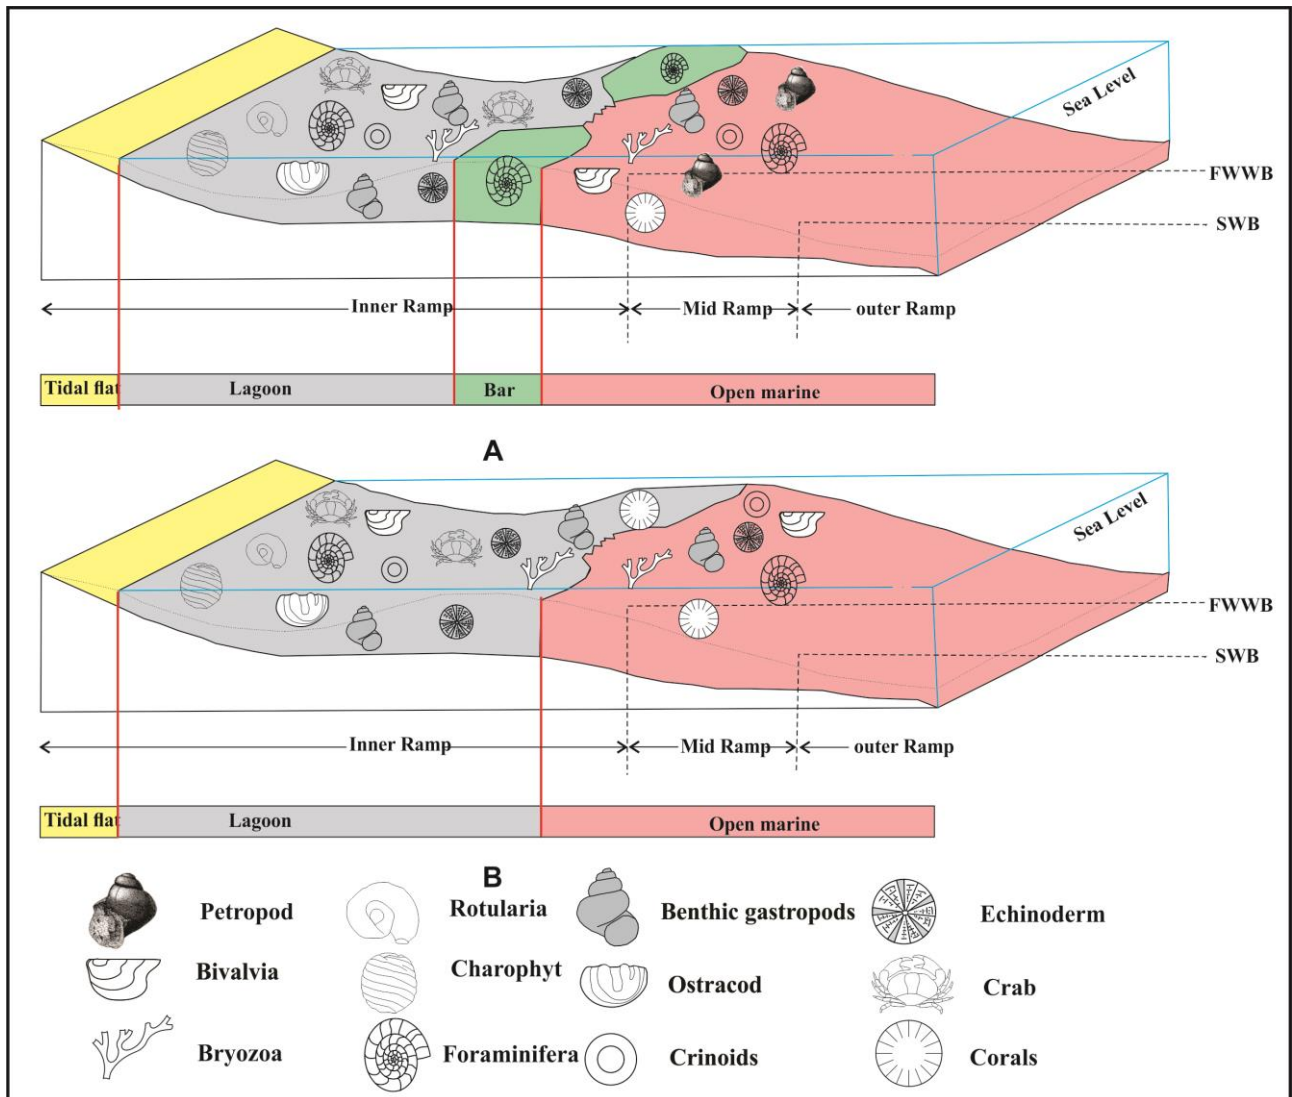 Sea Level
FWWB
SWB
Inner Ramp
Mid Ramp
outer Ramp
Tidal flat
Lagoon
Bar
Open marine
A
Sea Level
FWWB
SWB
Inner Ramp
Mid Ramp
outer Ramp
Tidal flat
Lagoon
Open marine
B
Petropod
Rotularia
Benthic gastropods
Echinoderm
Bivalvia
Charophyt
Ostracod
Crab
Bryozoa
Foraminifera
Crinoids
Corals